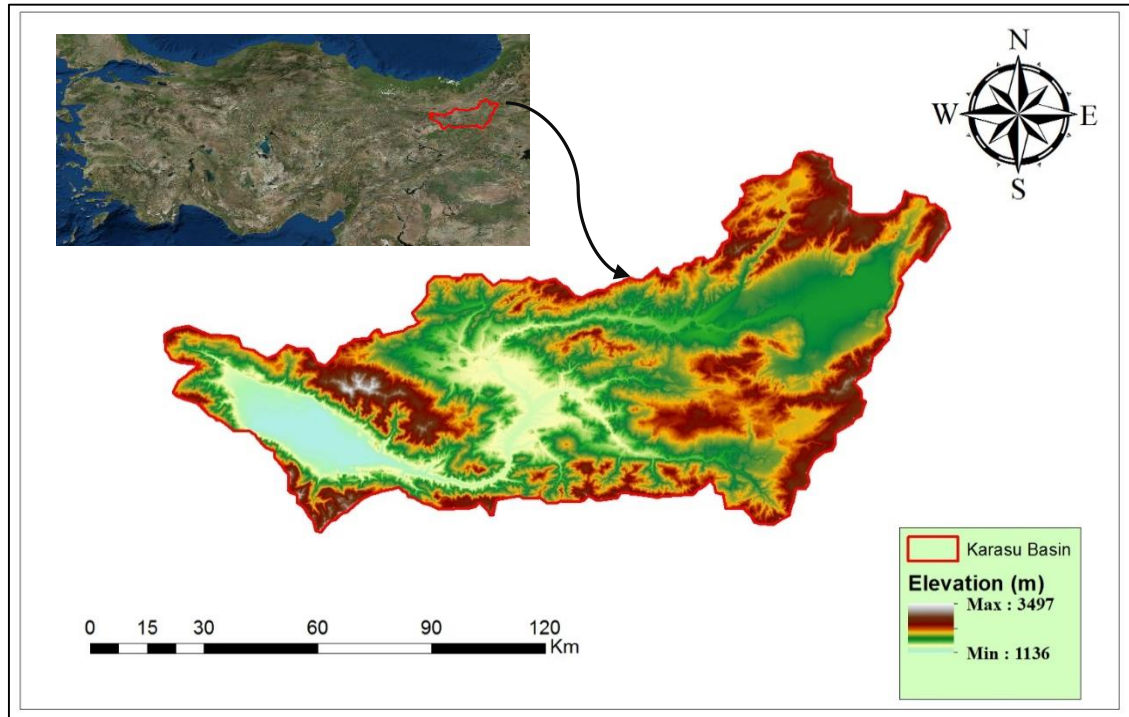 N
W E
S
Karasu Basin
Elevation (m)
Max : 3497
Min : 1136
0 15 30 60 90 120
Km